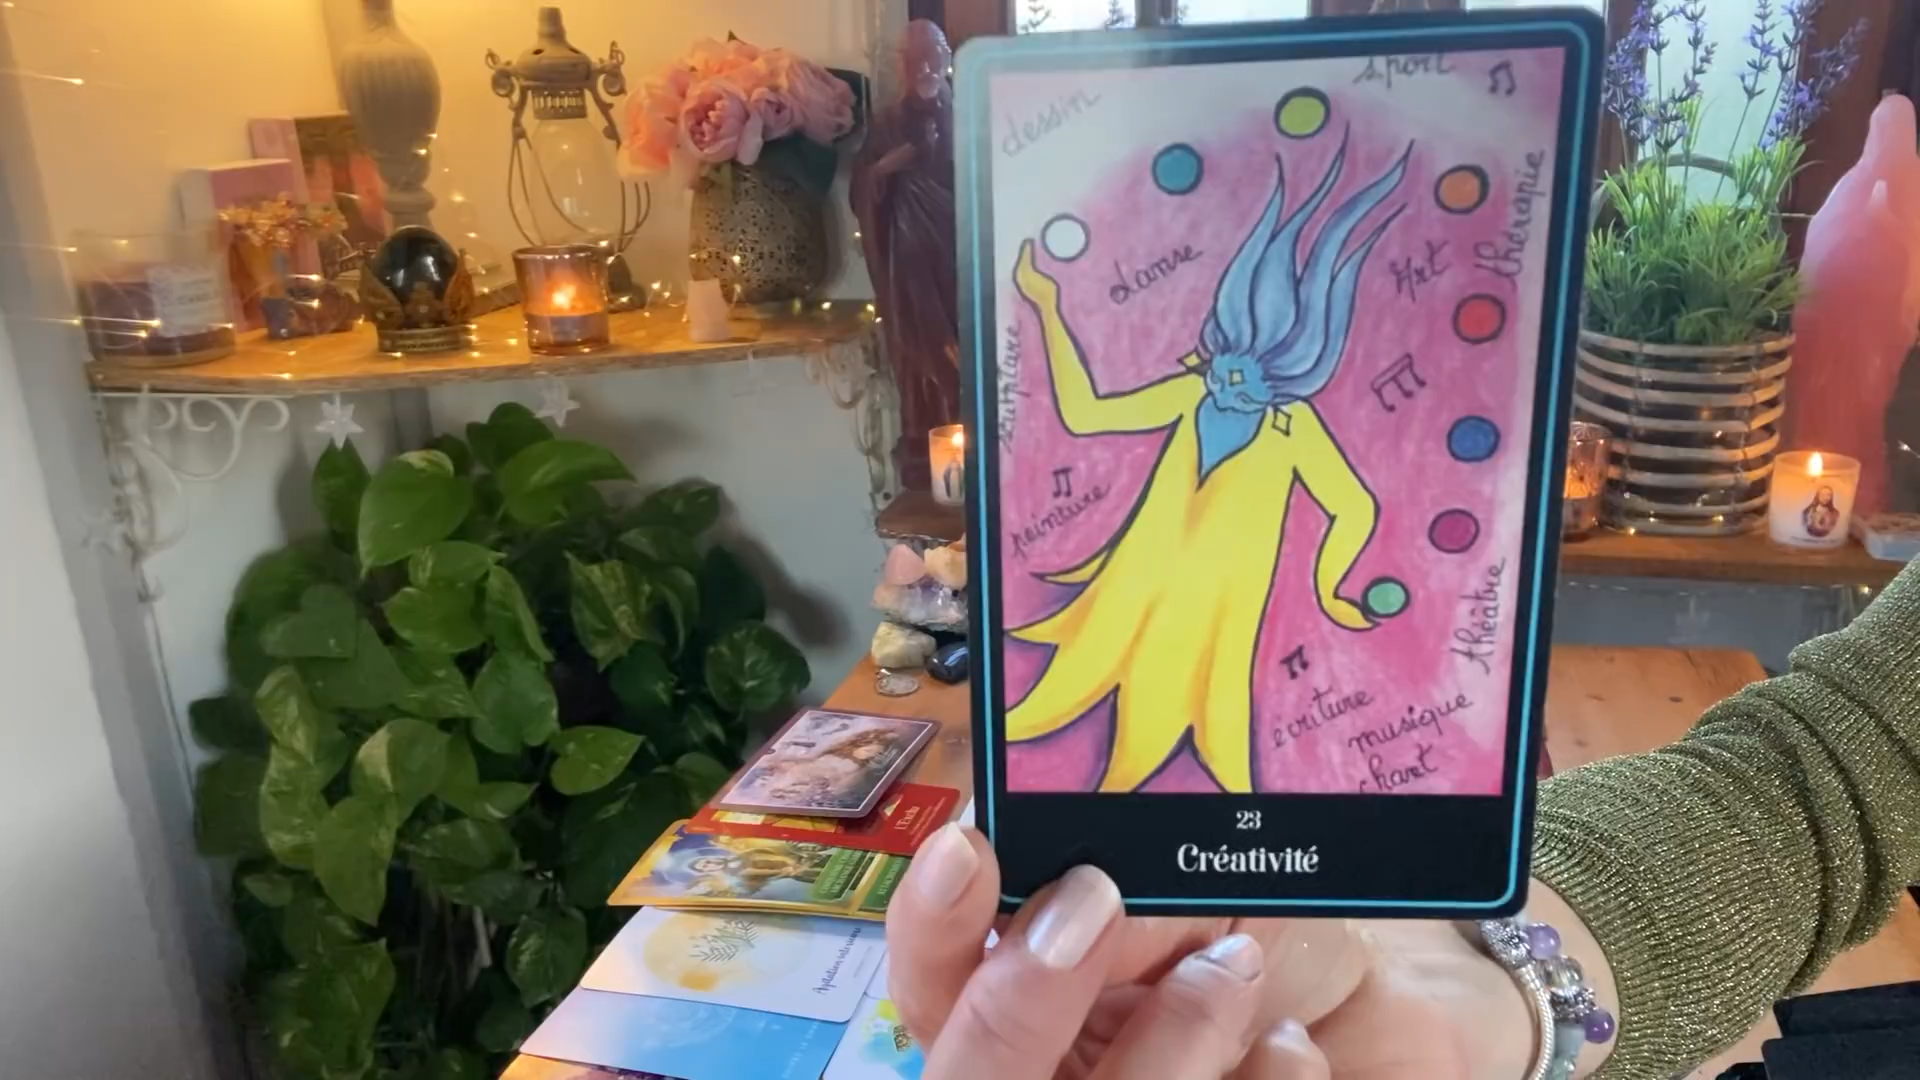 sport
dessin
thérapie
danse
Art
sculpture
peinture
théâtre
écriture
musique
chant
23
Créativité